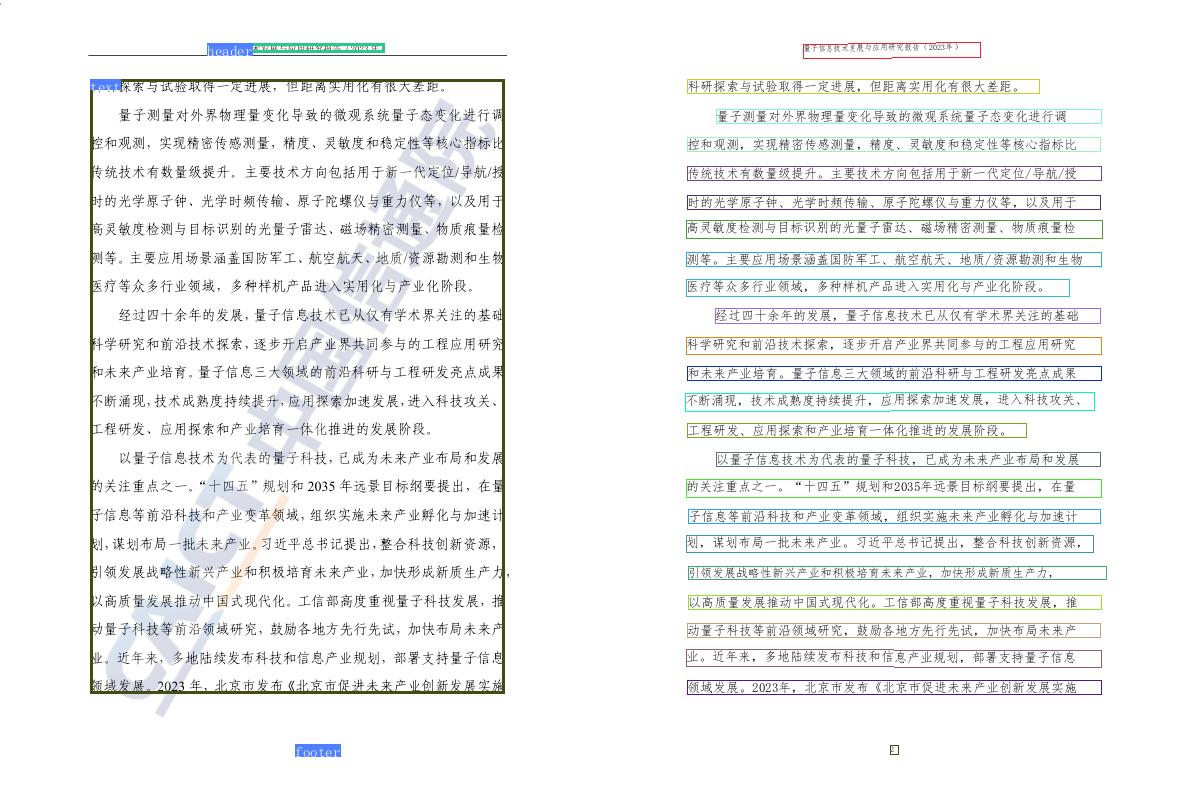 header
text探索与试验取得一定进展，但距离实用化有很大差距。
量子测量对外界物理量变化导致的微观系统量子态变化进行调
控和观测，实现精密传感测量，精度、灵敏度和稳定性等核心指标比
传统技术有数量级提升。主要技术方向包括用于新一代定位/导航/授
时的光学原子钟、光学时频传输、原子陀螺仪与重力仪等，以及用于
高灵敏度检测与目标识别的光量子雷达、磁场精密测量、物质痕量检
测等。主要应用场景涵盖国防军工、航空航天、地质/资源勘测和生物
医疗等众多行业领域，多种样机产品进入实用化与产业化阶段。
经过四十余年的发展，量子信息技术已从仅有学术界关注的基础
科学研究和前沿技术探索，逐步开启产业界共同参与的工程应用研究
和未来产业培育。量子信息三大领域的前沿科研与工程研发亮点成果
不断涌现，技术成熟度持续提升，应用探索加速发展，进入科技攻关、
工程研发、应用探索和产业培育一体化推进的发展阶段。
以量子信息技术为代表的量子科技，已成为未来产业布局和发展
的关注重点之一。“十四五”规划和 2035 年远景目标纲要提出，在量
子信息等前沿科技和产业变革领域，组织实施未来产业孵化与加速计
划，谋划布局一批未来产业。习近平总书记提出，整合科技创新资源，
引领发展战略性新兴产业和积极培育未来产业，加快形成新质生产力，
以高质量发展推动中国式现代化。工信部高度重视量子科技发展，推
动量子科技等前沿领域研究，鼓励各地方先行先试，加快布局未来产
业。近年来，多地陆续发布科技和信息产业规划，部署支持量子信息
领域发展。2023 年，北京市发布《北京市促进未来产业创新发展实施
CAICT 中国信通院
footer
量子信息技术发展与应用研究报告（2023年）
科研探索与试验取得一定进展，但距离实用化有很大差距。
量子测量对外界物理量变化导致的微观系统量子态变化进行调
控和观测，实现精密传感测量，精度、灵敏度和稳定性等核心指标比
传统技术有数量级提升。主要技术方向包括用于新一代定位/导航/授
时的光学原子钟、光学时频传输、原子陀螺仪与重力仪等，以及用于
高灵敏度检测与目标识别的光量子雷达、磁场精密测量、物质痕量检
测等。主要应用场景涵盖国防军工、航空航天、地质/资源勘测和生物
医疗等众多行业领域，多种样机产品进入实用化与产业化阶段。
经过四十余年的发展，量子信息技术已从仅有学术界关注的基础
科学研究和前沿技术探索，逐步开启产业界共同参与的工程应用研究
和未来产业培育。量子信息三大领域的前沿科研与工程研发亮点成果
不断涌现，技术成熟度持续提升，应用探索加速发展，进入科技攻关、
工程研发、应用探索和产业培育一体化推进的发展阶段。
以量子信息技术为代表的量子科技，已成为未来产业布局和发展
的关注重点之一。“十四五”规划和2035年远景目标纲要提出，在量
子信息等前沿科技和产业变革领域，组织实施未来产业孵化与加速计
划，谋划布局一批未来产业。习近平总书记提出，整合科技创新资源，
引领发展战略性新兴产业和积极培育未来产业，加快形成新质生产力，
以高质量发展推动中国式现代化。工信部高度重视量子科技发展，推
动量子科技等前沿领域研究，鼓励各地方先行先试，加快布局未来产
业。近年来，多地陆续发布科技和信息产业规划，部署支持量子信息
领域发展。2023年，北京市发布《北京市促进未来产业创新发展实施